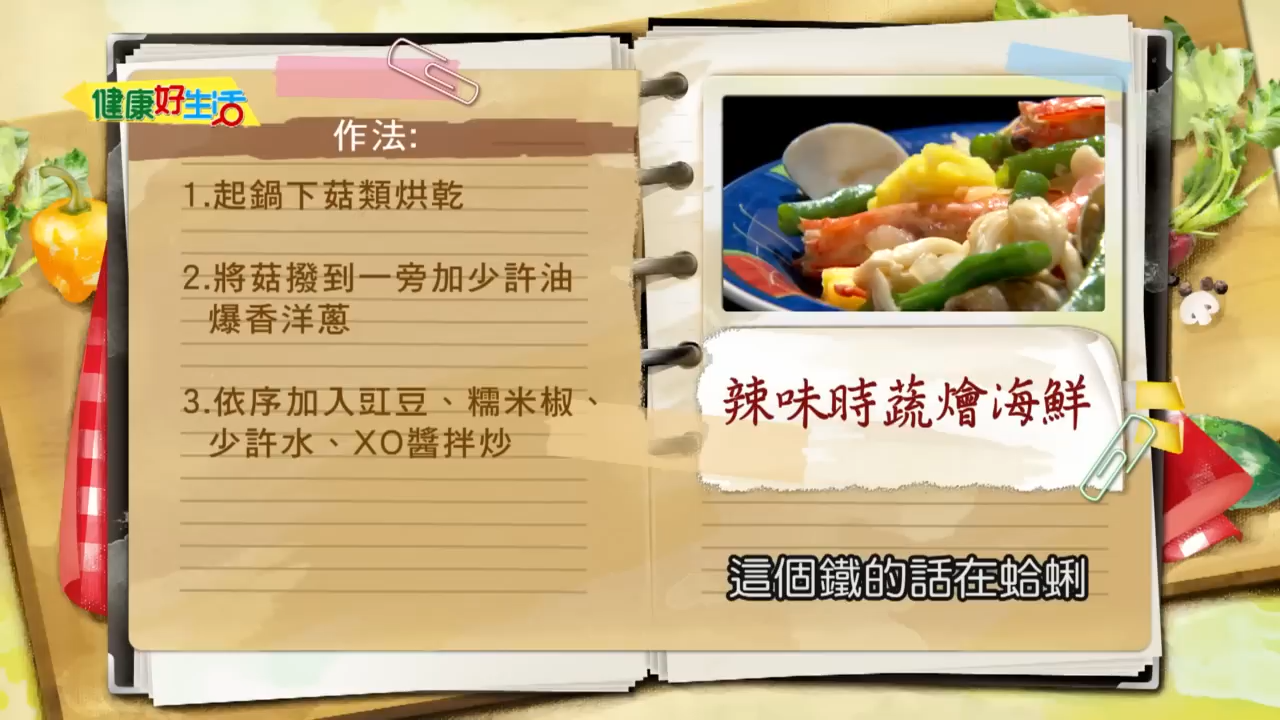 健康好生活
作法:
1.起鍋下菇類烘乾
2.將菇撥到一旁加少許油
爆香洋蔥
3.依序加入豇豆、糯米椒、
少許水、XO醬拌炒
辣味時蔬燴海鮮
這個鐵的話在蛤蜊